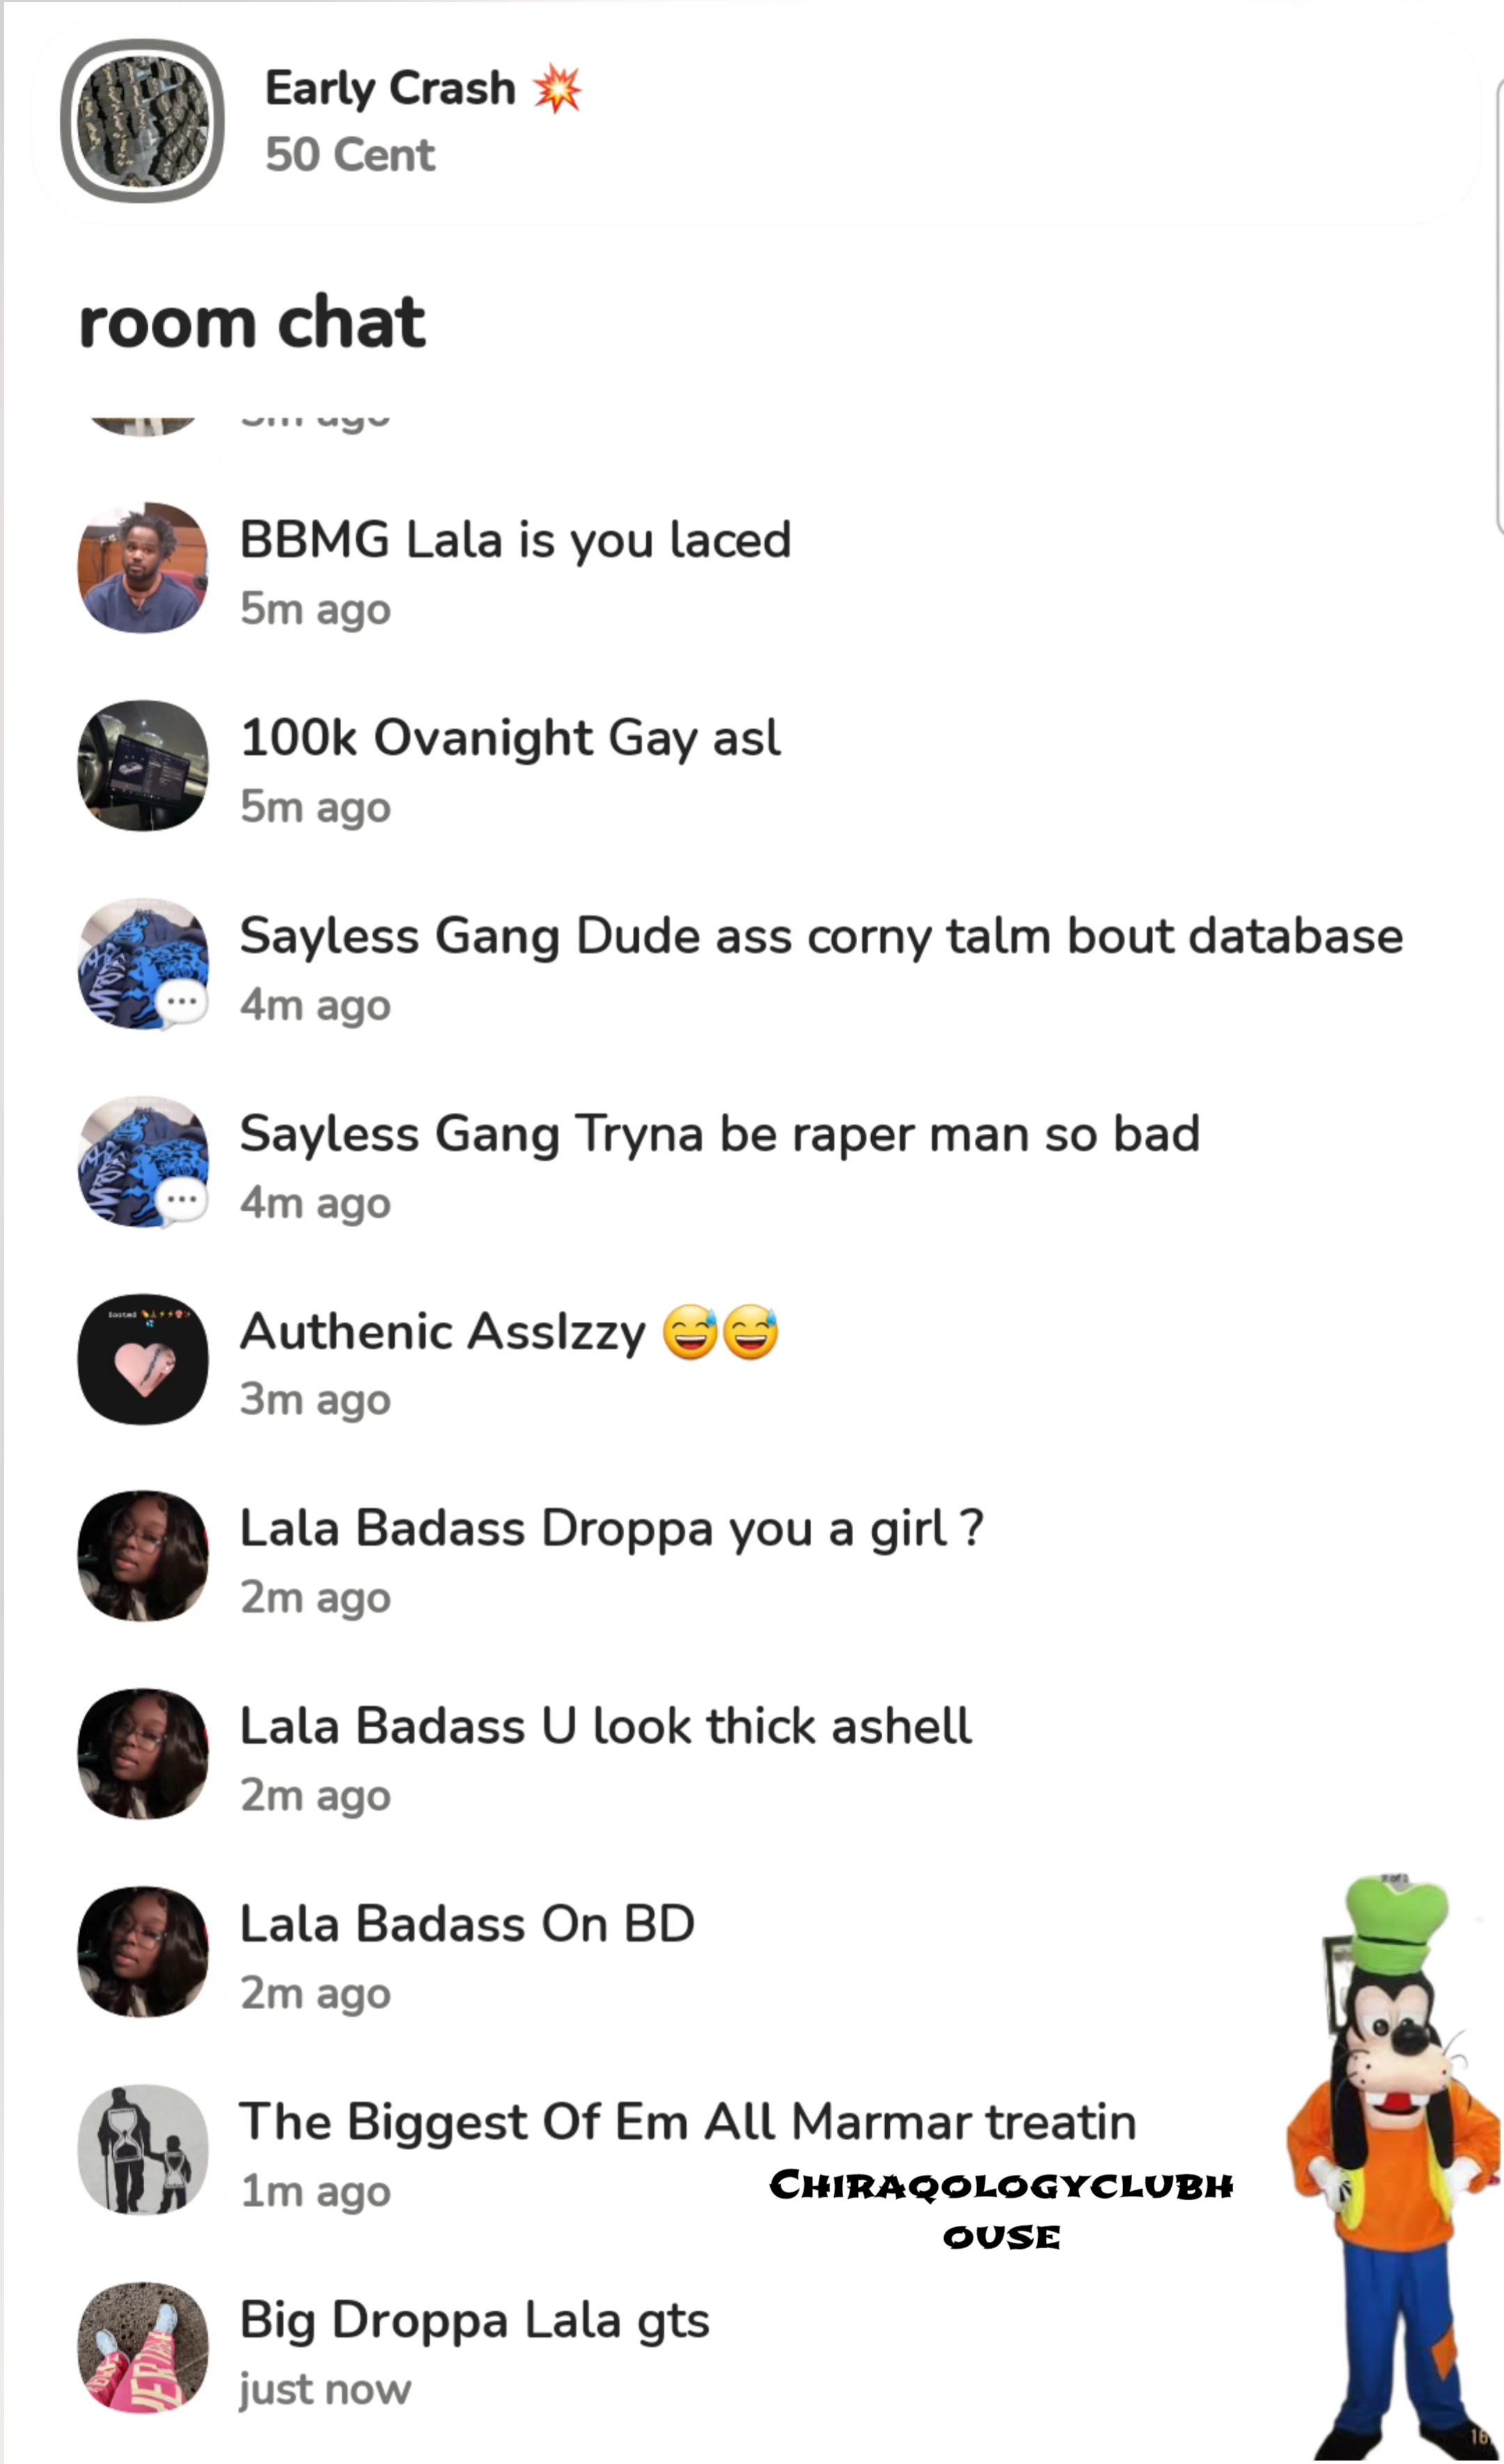 Early Crash 💥
50 Cent
room chat
BBMG Lala is you laced
5m ago
100k Ovanight Gay asl
5m ago
Sayless Gang Dude ass corny talm bout database
4m ago
Sayless Gang Tryna be raper man so bad
4m ago
Authenic AssIzzy 😅😅
3m ago
Lala Badass Droppa you a girl ?
2m ago
Lala Badass U look thick ashell
2m ago
Lala Badass On BD
2m ago
The Biggest Of Em All Marmar treatin
1m ago
CHIRAQOLOGYCLUBH
OUSE
Big Droppa Lala gts
just now